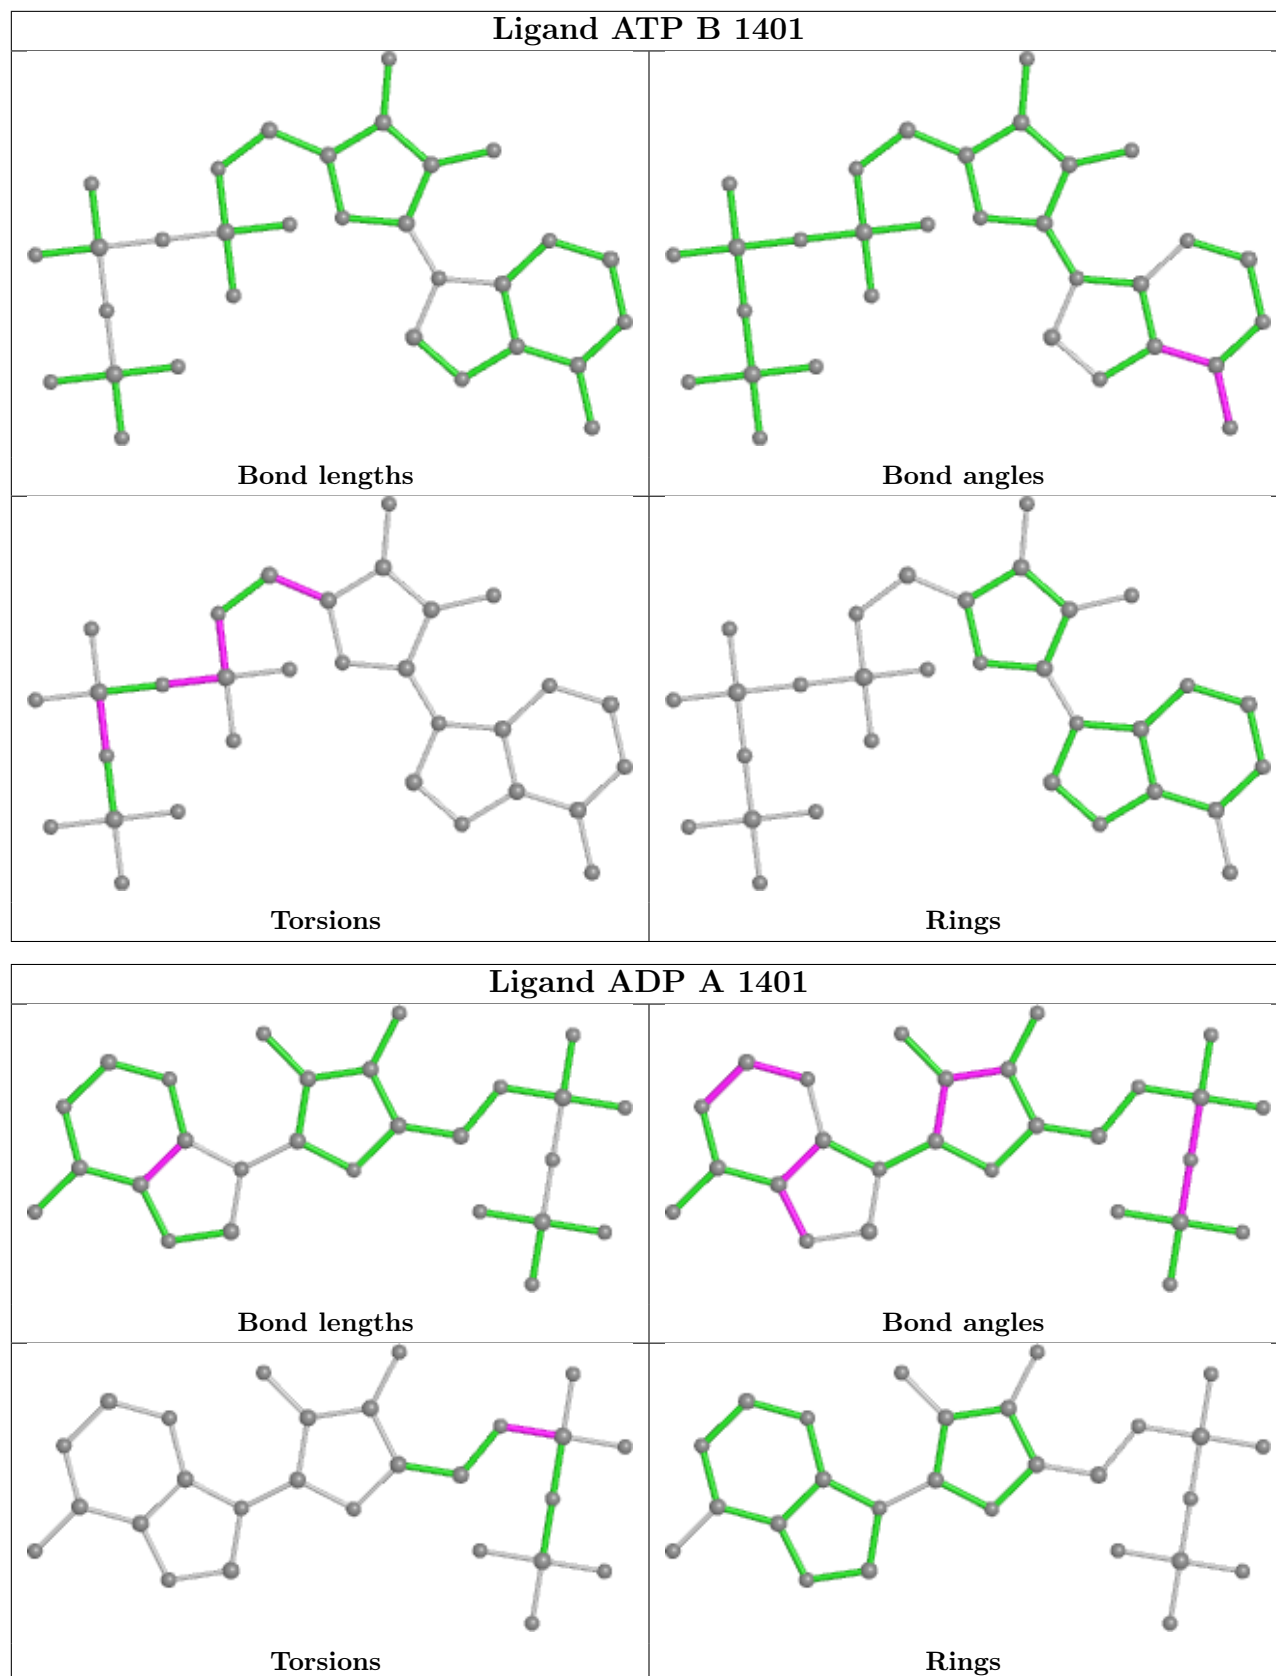 Ligand ATP B 1401
Bond lengths
Bond angles
Torsions
Rings
Ligand ADP A 1401
Bond lengths
Bond angles
Torsions
Rings